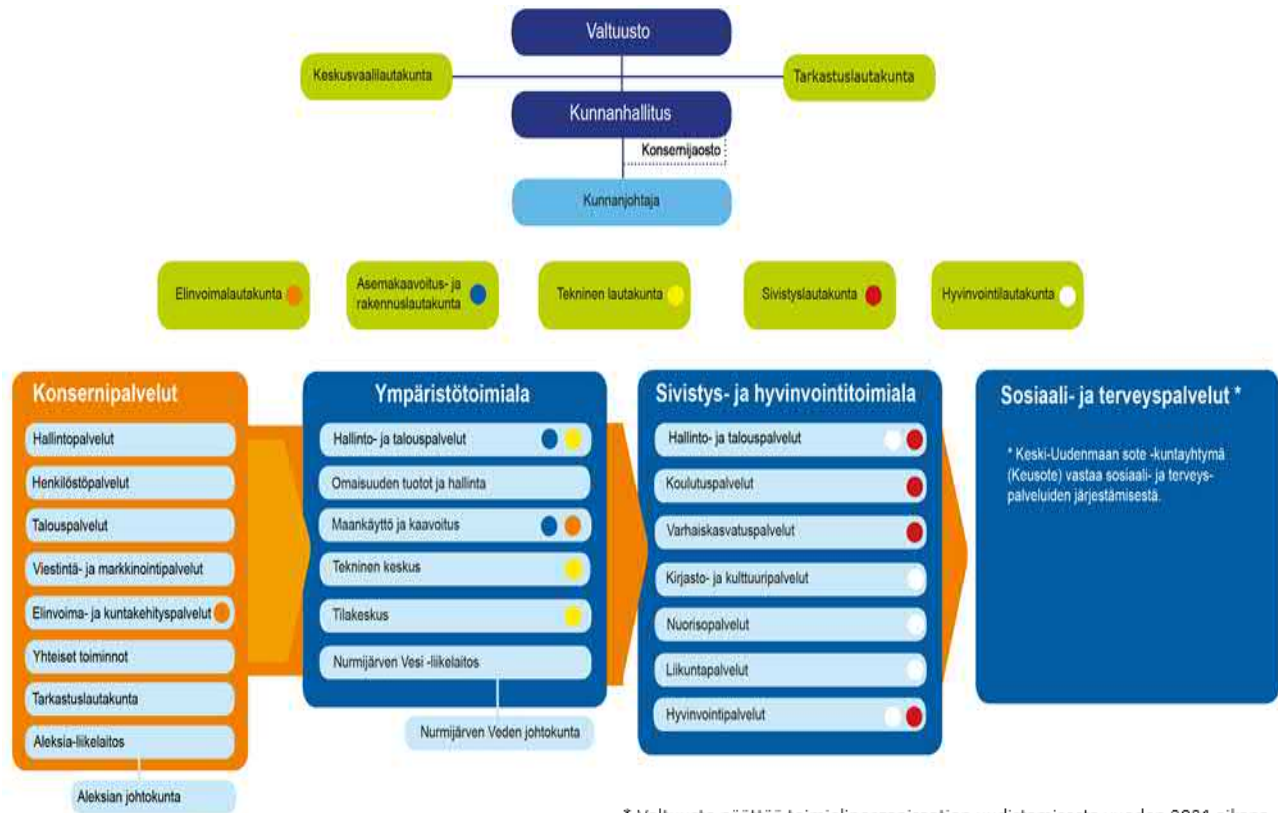 Valtuusto
Keskusvaalilautakunta
Tarkastuslautakunta
Kunnanhallitus
Konsernijaosto
Kunnanjohtaja
Elinvoimalautakunta
Asemakaavoitus- ja
rakennuslautakunta
Tekninen lautakunta
Sivistyslautakunta
Hyvinvointilautakunta
Konsernipalvelut
Hallintopalvelut
Henkilöstöpalvelut
Talouspalvelut
Viestintä- ja markkinointipalvelut
Elinvoima- ja kuntakehityspalvelut
Yhteiset toiminnot
Tarkastuslautakunta
Aleksia-liikelaitos
Aleksian johtokunta
Ympäristötoimiala
Hallinto- ja talouspalvelut
Omaisuuden tuotot ja hallinta
Maankäyttö ja kaavoitus
Tekninen keskus
Tilakeskus
Nurmijärven Vesi -liikelaitos
Nurmijärven Veden johtokunta
Sivistys- ja hyvinvointitoimiala
Hallinto- ja talouspalvelut
Koulutuspalvelut
Varhaiskasvatuspalvelut
Kirjasto- ja kulttuuripalvelut
Nuorisopalvelut
Liikuntapalvelut
Hyvinvointipalvelut
Sosiaali- ja terveyspalvelut *
* Keski-Uudenmaan sote -kuntayhtymä
(Keusote) vastaa sosiaali- ja terveys-
palveluiden järjestämisestä.